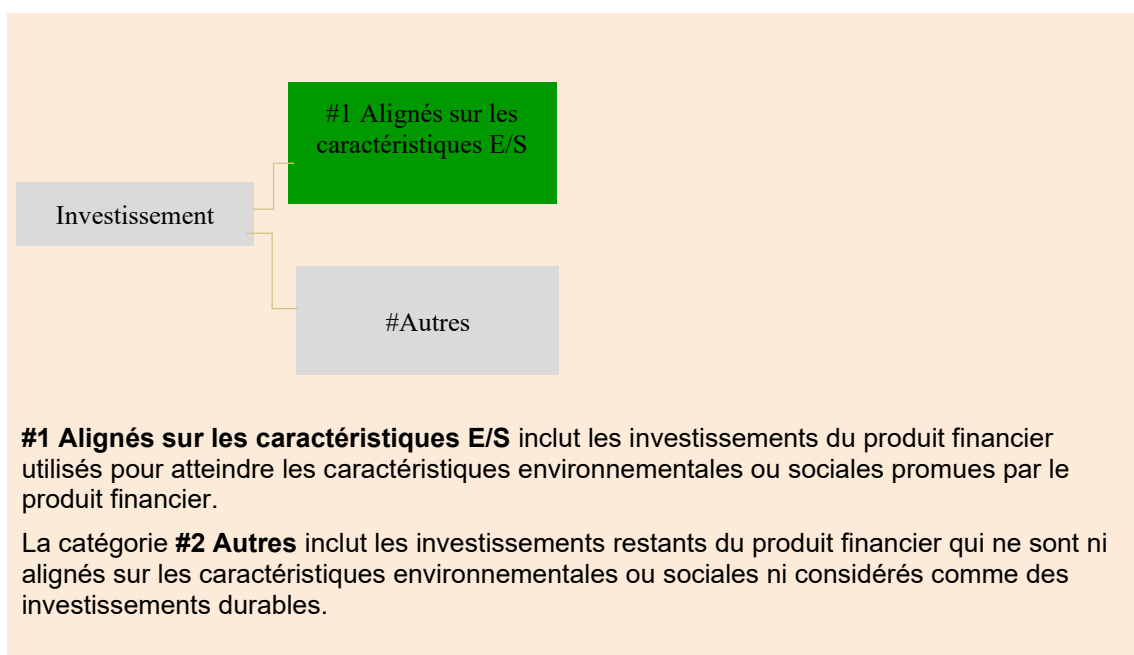 #1 Alignés sur les
caractéristiques E/S
Investissement
#Autres
#1 Alignés sur les caractéristiques E/S inclut les investissements du produit financier
utilisés pour atteindre les caractéristiques environnementales ou sociales promues par le
produit financier.
La catégorie #2 Autres inclut les investissements restants du produit financier qui ne sont ni
alignés sur les caractéristiques environnementales ou sociales ni considérés comme des
investissements durables.